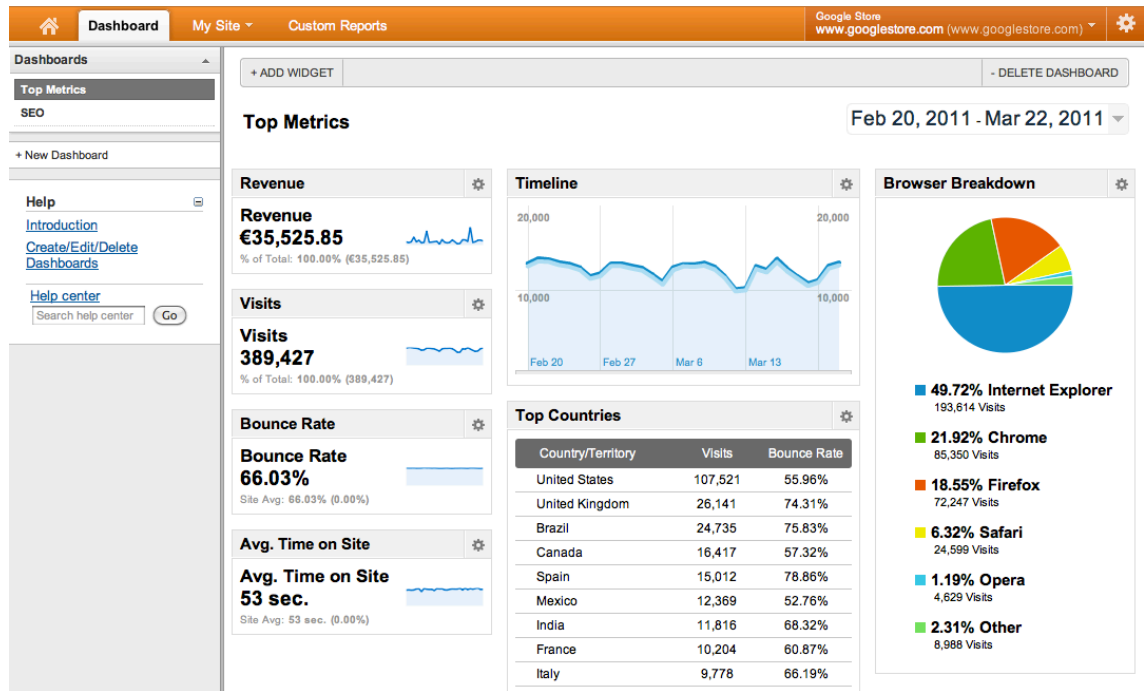 Dashboard My Site Custom Reports
Google Store
www.googlestore.com (www.googlestore.com)
Dashboards
Top Metrics
SEO
+ New Dashboard
Help
Introduction
Create/Edit/Delete
Dashboards
Help center
Search help center Go
+ ADD WIDGET - DELETE DASHBOARD
Top Metrics
Feb 20, 2011 - Mar 22, 2011
Revenue
Revenue
€35,525.85
% of Total: 100.00% (€35,525.85)
Visits
Visits
389,427
% of Total: 100.00% (389,427)
Bounce Rate
Bounce Rate
66.03%
Site Avg: 66.03% (0.00%)
Avg. Time on Site
Avg. Time on Site
53 sec.
Site Avg: 53 sec. (0.00%)
Timeline
20,000 20,000
10,000 10,000
Feb 20 Feb 27 Mar 6 Mar 13
Top Countries
Country/Territory Visits Bounce Rate
United States 107,521 55.96%
United Kingdom 26,141 74.31%
Brazil 24,735 75.83%
Canada 16,417 57.32%
Spain 15,012 78.86%
Mexico 12,369 52.76%
India 11,816 68.32%
France 10,204 60.87%
Italy 9,778 66.19%
Browser Breakdown
49.72% Internet Explorer
193,614 Visits
21.92% Chrome
85,350 Visits
18.55% Firefox
72,247 Visits
6.32% Safari
24,599 Visits
1.19% Opera
4,629 Visits
2.31% Other
8,988 Visits